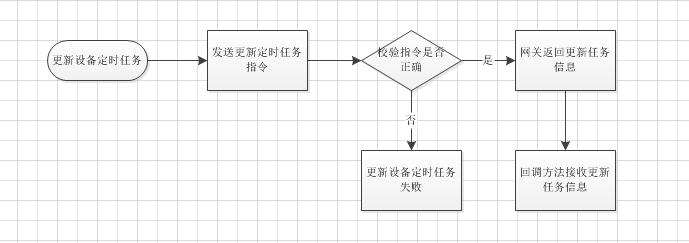 更新设备定时任务
发送更新定时任务
指令
校验指令是否
正确
是
网关返回更新任务
信息
否
更新设备定时任务
失败
回调方法接收更新
任务信息